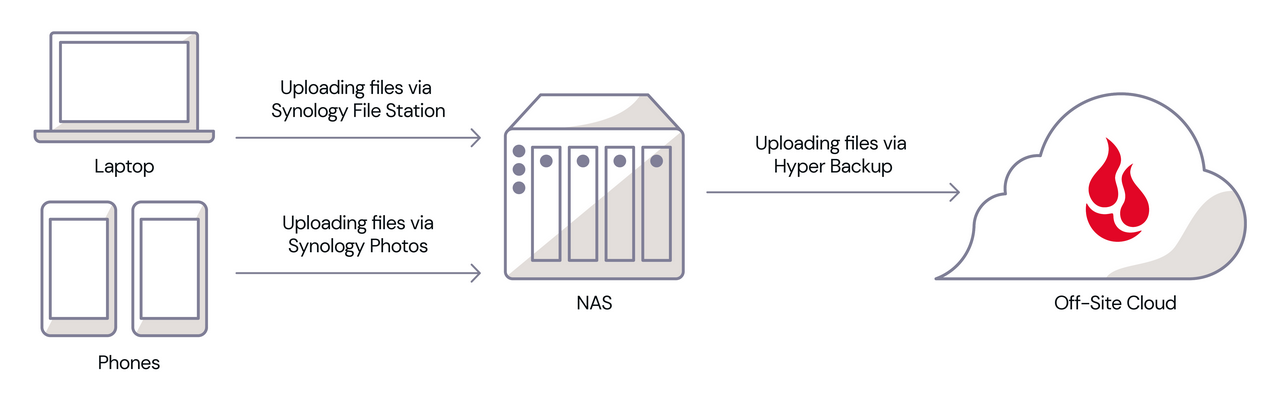 Uploading files via
Synology File Station
Laptop
Uploading files via
Synology Photos
Phones
NAS
Uploading files via
Hyper Backup
Off-Site Cloud